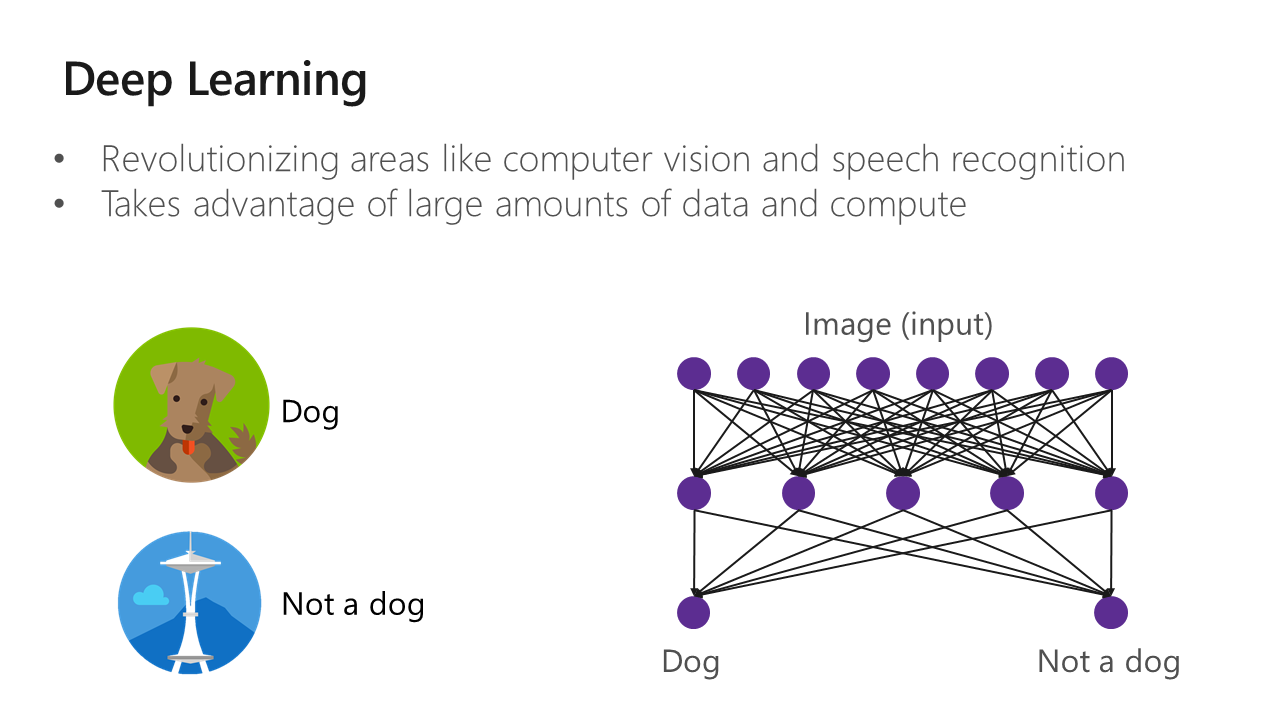 Deep Learning
• Revolutionizing areas like computer vision and speech recognition
• Takes advantage of large amounts of data and compute
Dog
Not a dog
Image (input)
Dog
Not a dog